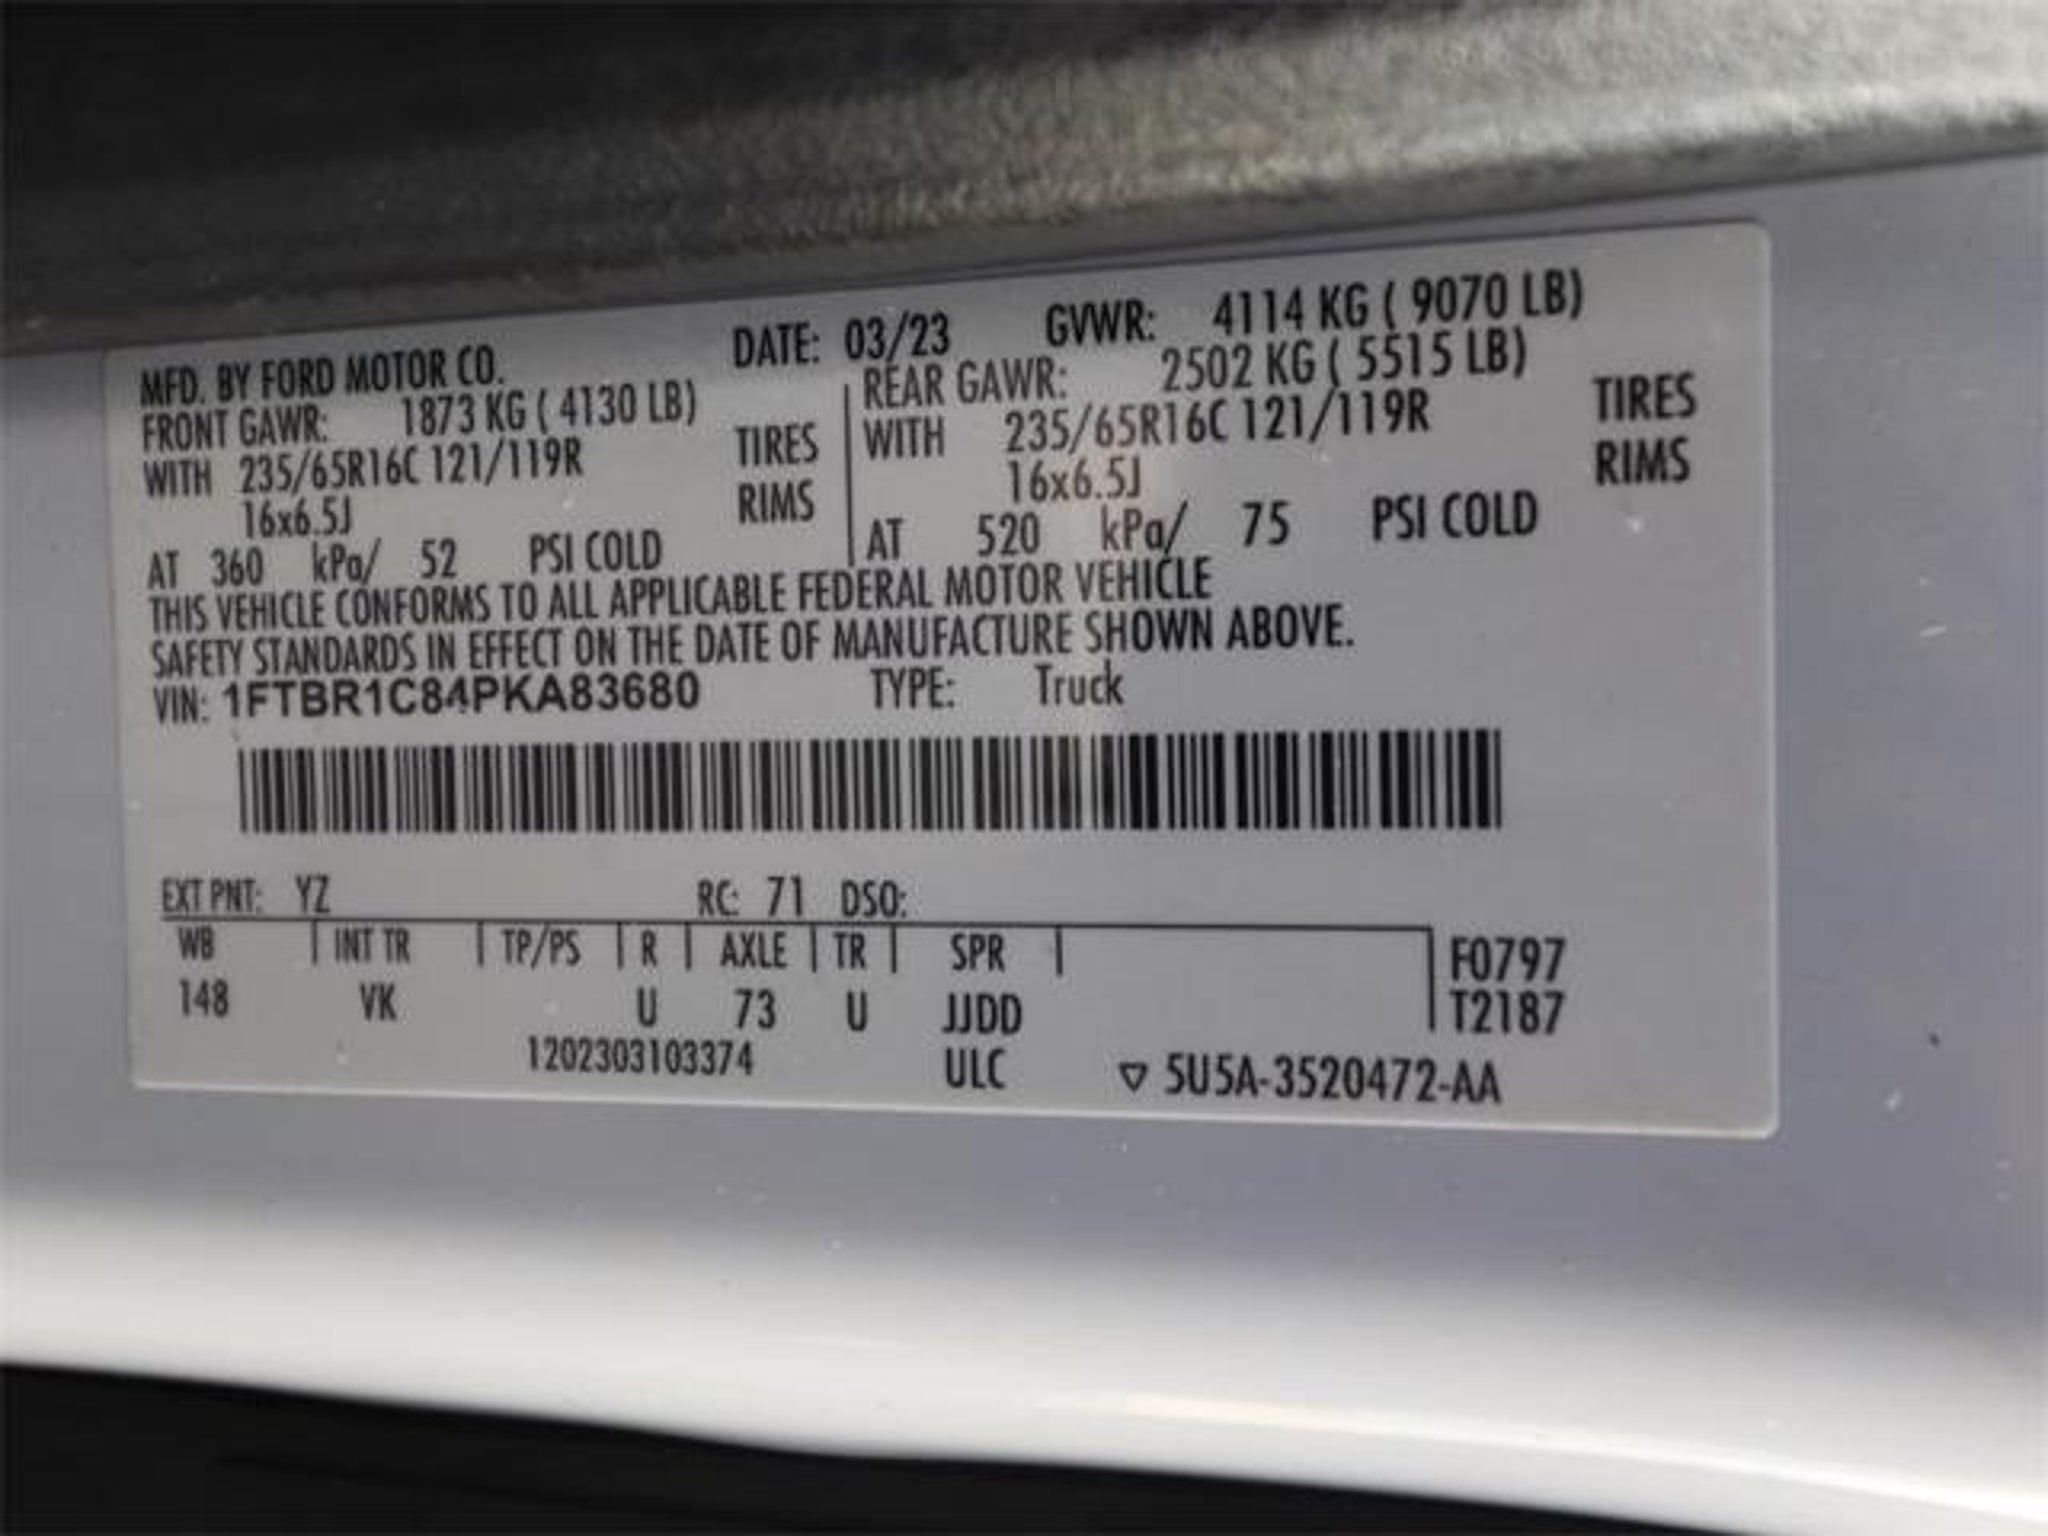 MFD. BY FORD MOTOR CO. DATE: 03/23 GVWR: 4114 KG ( 9070 LB)
FRONT GAWR: 1873 KG ( 4130 LB) REAR GAWR: 2502 KG ( 5515 LB)
WITH 235/65R16C 121/119R TIRES WITH 235/65R16C 121/119R TIRES
16x6.5J RIMS 16x6.5J RIMS
AT 360 kPa/ 52 PSI COLD AT 520 kPa/ 75 PSI COLD
THIS VEHICLE CONFORMS TO ALL APPLICABLE FEDERAL MOTOR VEHICLE
SAFETY STANDARDS IN EFFECT ON THE DATE OF MANUFACTURE SHOWN ABOVE.
VIN: 1FTBR1C84PKA83680 TYPE: Truck
EXT PNT: YZ RC: 71 DSO:
WB INT TR TP/PS R AXLE TR SPR F0797
148 VK U 73 U JJDD T2187
1202303103374 ULC ▽ 5U5A-3520472-AA